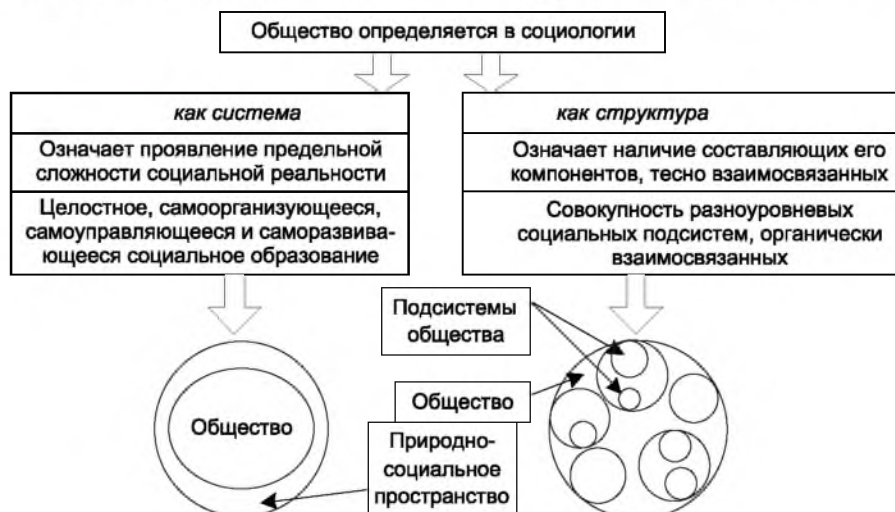 Общество определяется в социологии
как система
Означает проявление предельной
сложности социальной реальности
Целостное, самоорганизующееся,
самоуправляющееся и саморазвива-
ющееся социальное образование
как структура
Означает наличие составляющих его
компонентов, тесно взаимосвязанных
Совокупность разноуровневых
социальных подсистем, органически
взаимосвязанных
Подсистемы
общества
Общество
Общество
Природно-
социальное
пространство